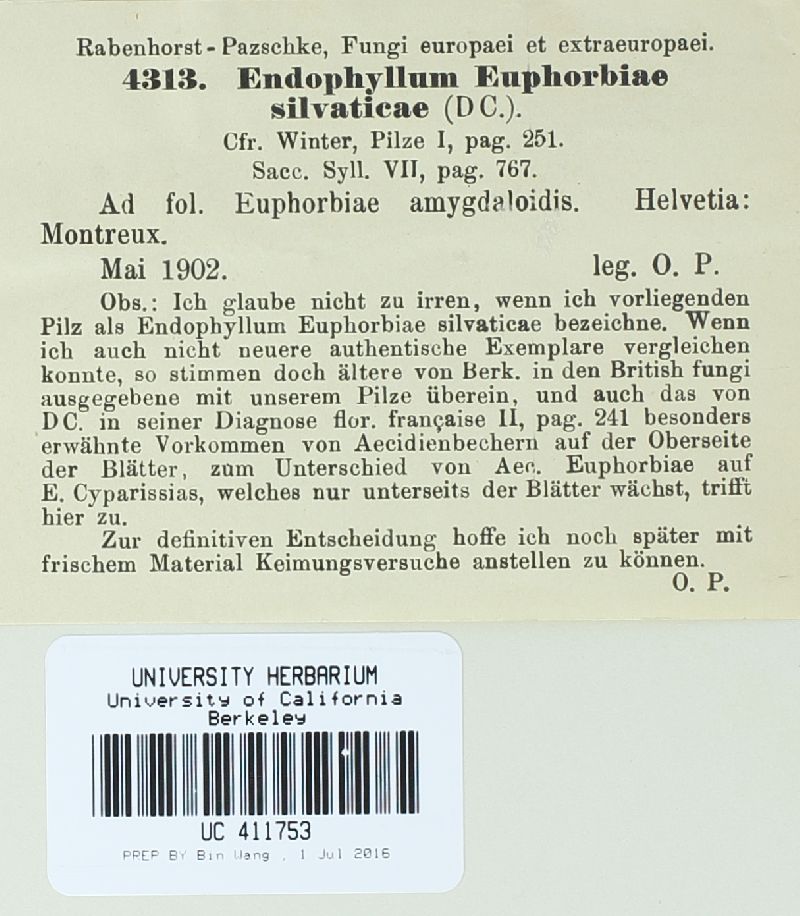 Rabenhorst-Pazschke, Fungi europaei et extraeuropaei.
4313. Endophyllum Euphorbiae
silvaticae (DC.).
Cfr. Winter, Pilze I, pag. 251.
Sacc. Syll. VII, pag. 767.
Ad fol. Euphorbiae amygdaloidis. Helvetia:
Montreux.
Mai 1902. leg. O. P.
Obs.: Ich glaube nicht zu irren, wenn ich vorliegenden
Pilz als Endophyllum Euphorbiae silvaticae bezeichne. Wenn
ich auch nicht neuere authentische Exemplare vergleichen
konnte, so stimmen doch ältere von Berk. in den British fungi
ausgegebene mit unserem Pilze überein, und auch das von
DC. in seiner Diagnose flor. française II, pag. 241 besonders
erwähnte Vorkommen von Aecidienbechern auf der Oberseite
der Blätter, zum Unterschied von Aec. Euphorbiae auf
E. Cyparissias, welches nur unterseits der Blätter wächst, trifft
hier zu.
Zur definitiven Entscheidung hoffe ich noch später mit
frischem Material Keimungsversuche anstellen zu können.
O. P.
UNIVERSITY HERBARIUM
University of California
Berkeley
UC 411753
PREP BY Bin Wang , 1 Jul 2016